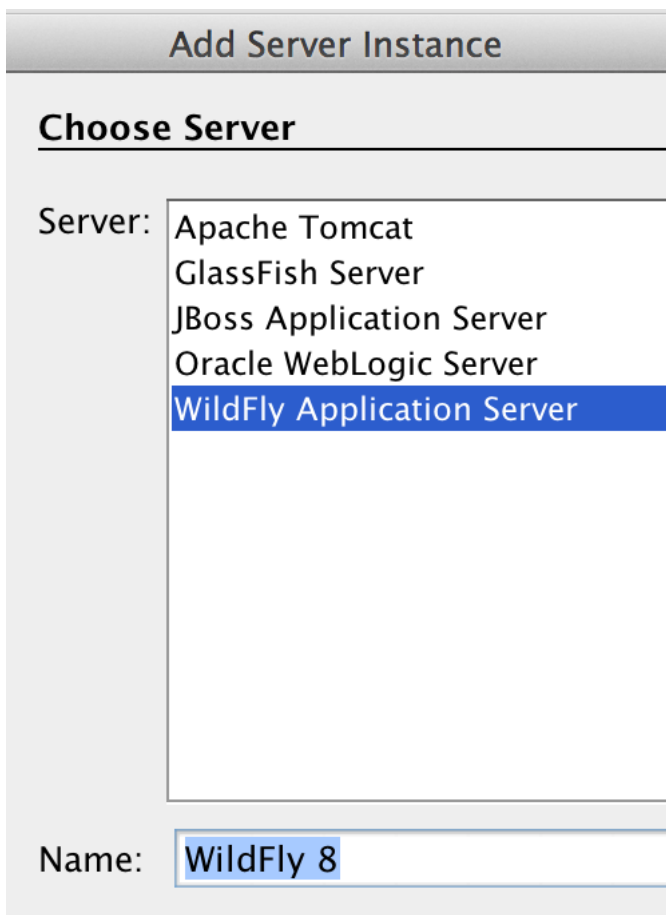 Add Server Instance
Choose Server
Server:
Apache Tomcat
GlassFish Server
JBoss Application Server
Oracle WebLogic Server
WildFly Application Server
Name: WildFly 8